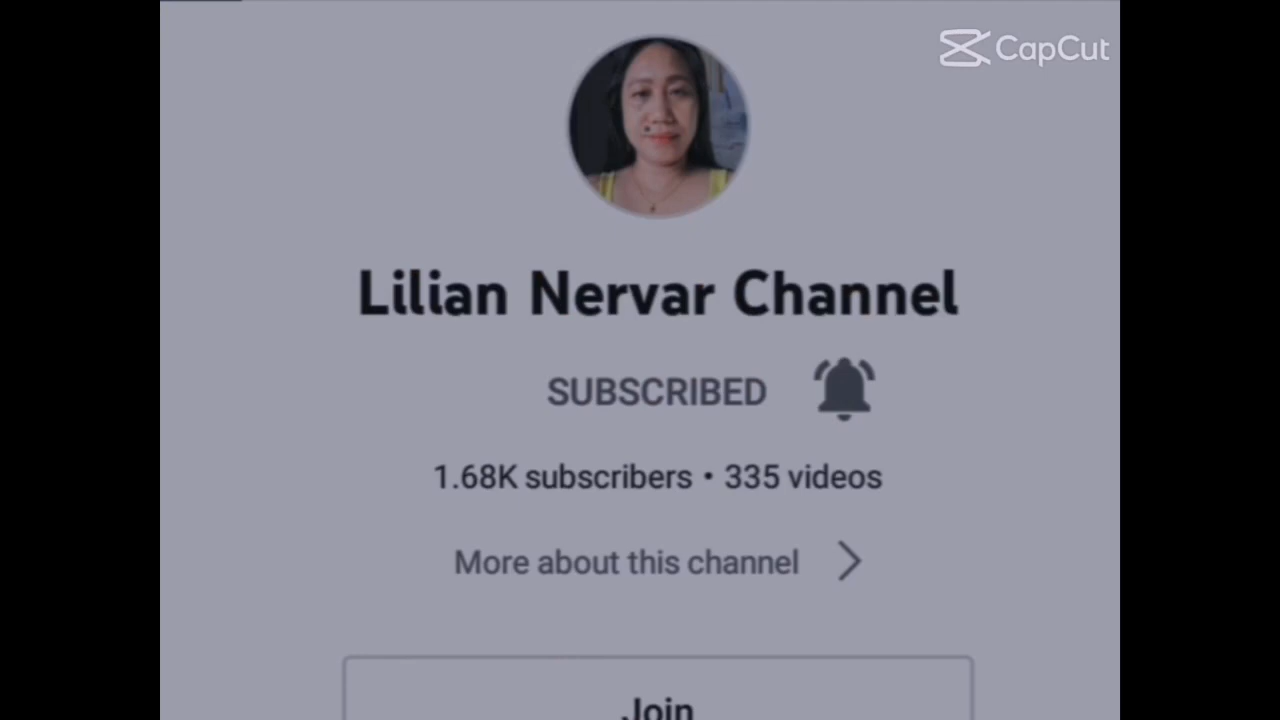 CapCut
Lilian Nervar Channel
SUBSCRIBED
1.68K subscribers • 335 videos
More about this channel
Join